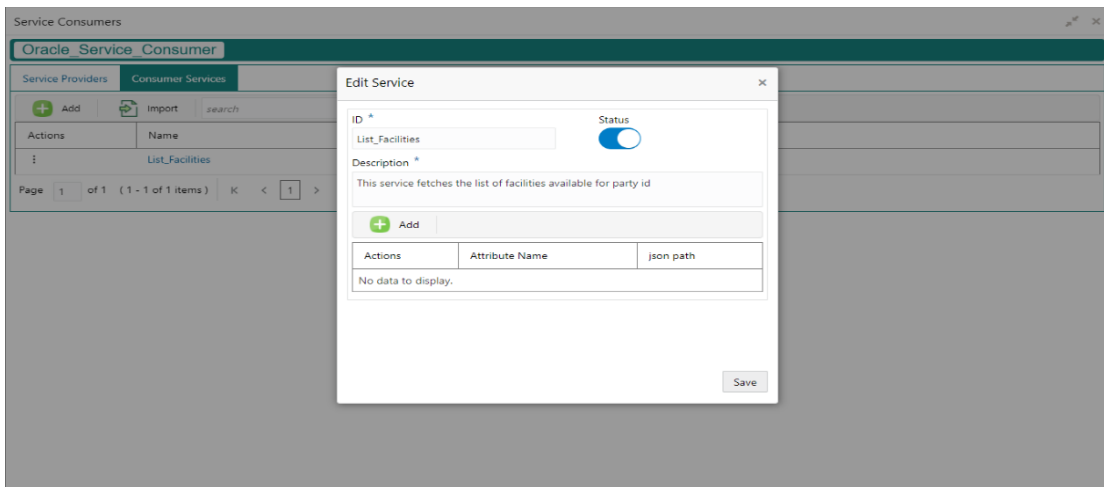 Service Consumers
Oracle_Service_Consumer
Service Providers Consumer Services
Add Import search
Actions Name
List_Facilities
Page 1 of 1 (1 - 1 of 1 items) K < 1 >
Edit Service ×
ID * Status
List_Facilities
Description *
This service fetches the list of facilities available for party id
Add
Actions Attribute Name json path
No data to display.
Save